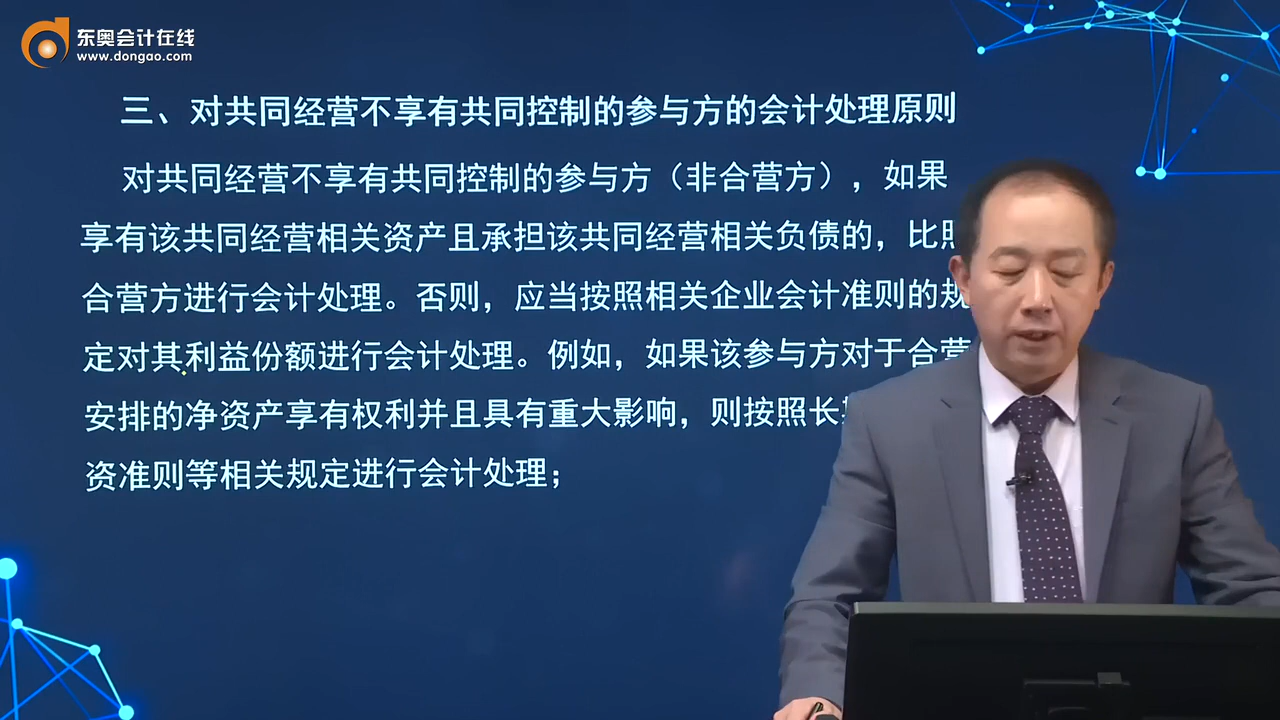 东奥会计在线
www.dongao.com
三、对共同经营不享有共同控制的参与方的会计处理原则
对共同经营不享有共同控制的参与方（非合营方），如果
享有该共同经营相关资产且承担该共同经营相关负债的，比照
合营方进行会计处理。否则，应当按照相关企业会计准则的规
定对其利益份额进行会计处理。例如，如果该参与方对于合营
安排的净资产享有权利并且具有重大影响，则按照长
资准则等相关规定进行会计处理；